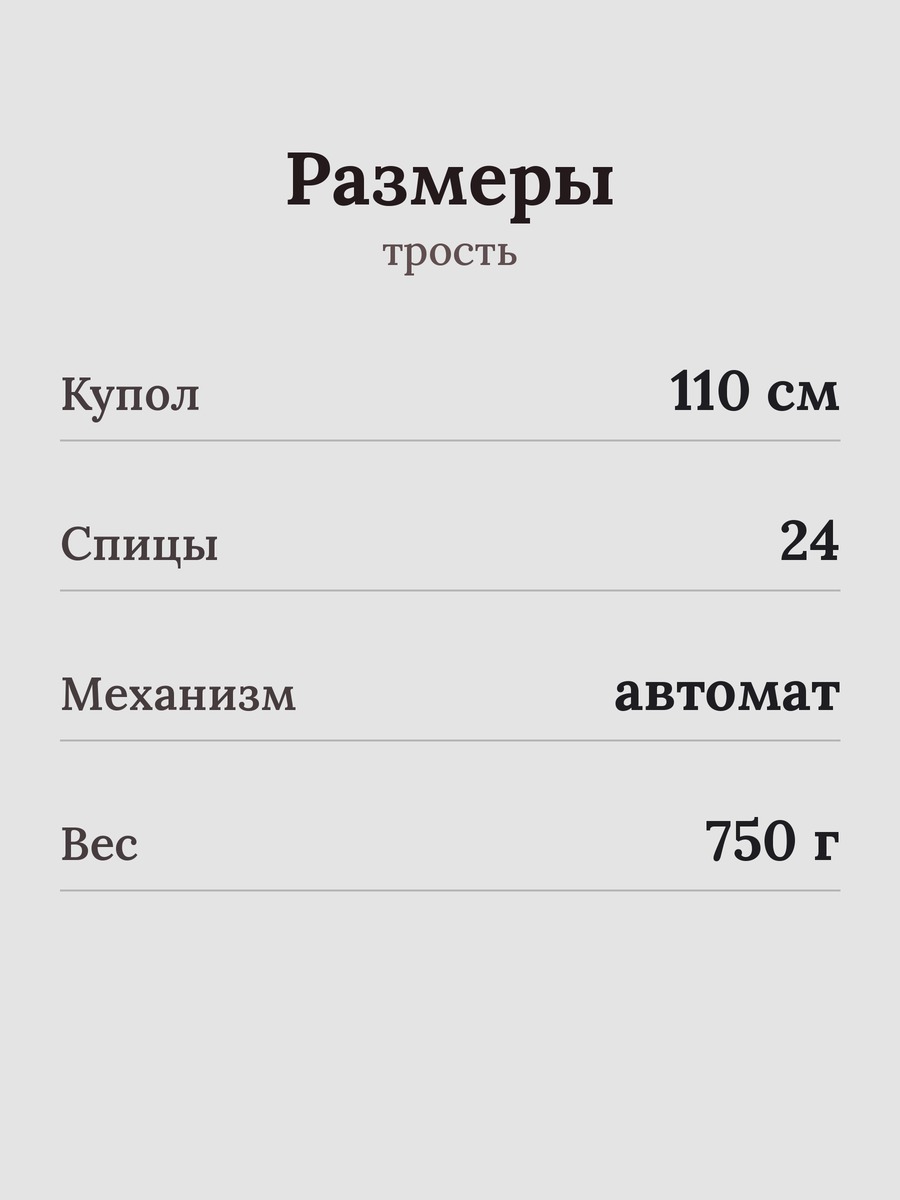 Размеры
трость
Купол 110 см
Спицы 24
Механизм автомат
Вес 750 г